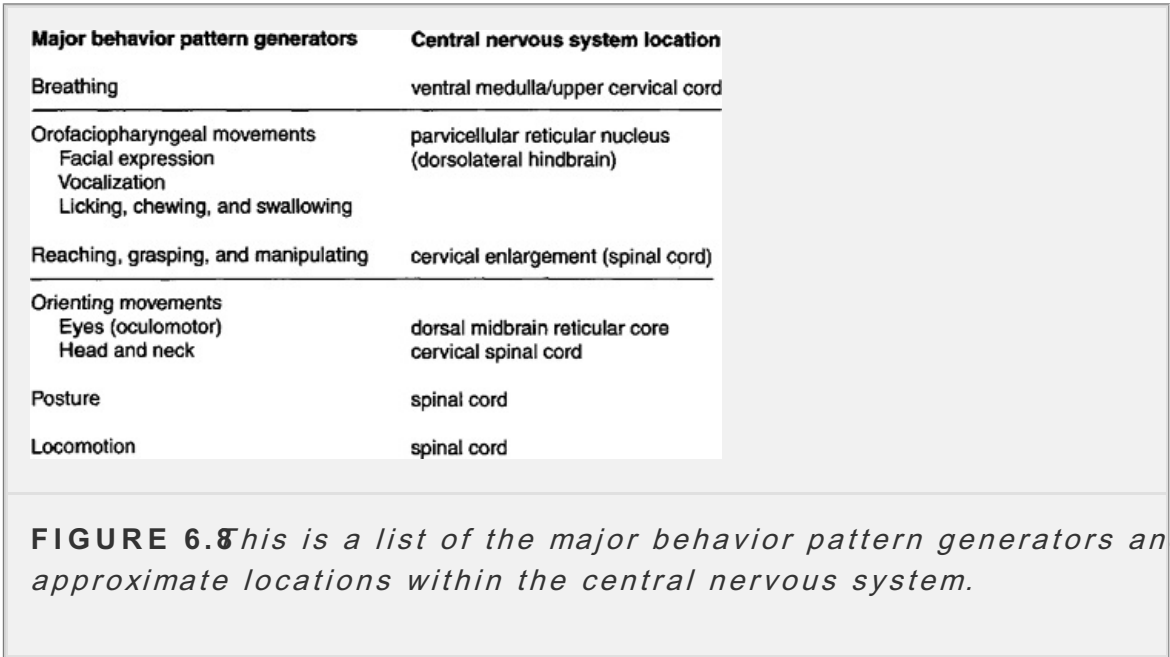 Major behavior pattern generators Central nervous system location
Breathing ventral medulla/upper cervical cord
Orofaciopharyngeal movements parvicellular reticular nucleus
Facial expression (dorsolateral hindbrain)
Vocalization
Licking, chewing, and swallowing
Reaching, grasping, and manipulating cervical enlargement (spinal cord)
Orienting movements
Eyes (oculomotor) dorsal midbrain reticular core
Head and neck cervical spinal cord
Posture spinal cord
Locomotion spinal cord
FIGURE 6.8 This is a list of the major behavior pattern generators an
approximate locations within the central nervous system.